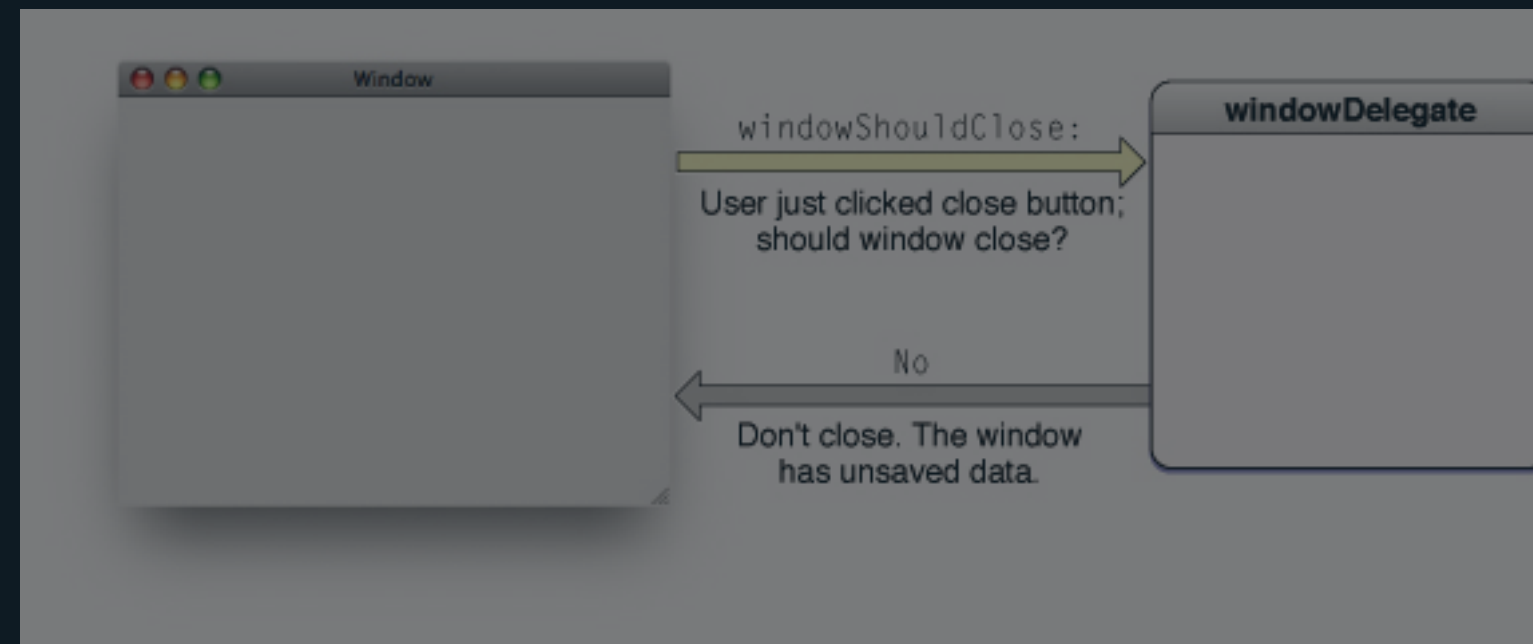 Window
windowDelegate
windowShouldClose:
User just clicked close button;
should window close?
No
Don't close. The window
has unsaved data.